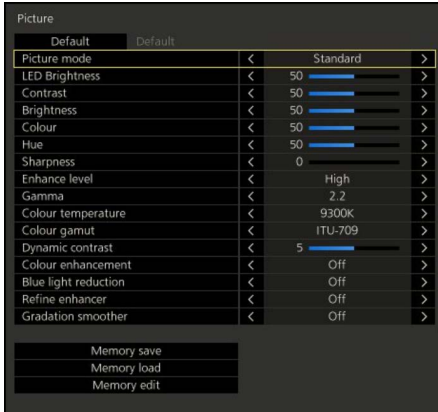 Picture
Default Default
Picture mode < Standard >
LED Brightness < 50 >
Contrast < 50 >
Brightness < 50 >
Colour < 50 >
Hue < 50 >
Sharpness < 0 >
Enhance level < High >
Gamma < 2.2 >
Colour temperature < 9300K >
Colour gamut < ITU-709 >
Dynamic contrast < 5 >
Colour enhancement < Off >
Blue light reduction < Off >
Refine enhancer < Off >
Gradation smoother < Off >
Memory save
Memory load
Memory edit